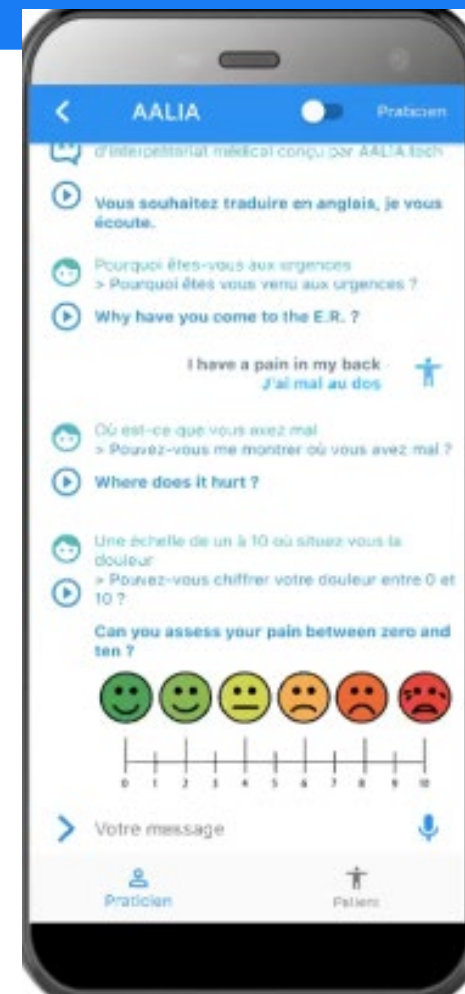 AALIA
Praticien
d'interpétitariat médical conçu par AALIA.tech
Vous souhaitez traduire en anglais, je vous
écoute.
Pourquoi êtes-vous aux urgences
> Pourquoi êtes vous venu aux urgences ?
Why have you come to the E.R. ?
I have a pain in my back
J'ai mal au dos
Où est-ce que vous avez mal
> Pouvez-vous me montrer où vous avez mal ?
Where does it hurt ?
Une échelle de un à 10 où situez vous la
douleur
> Pouvez-vous chiffrer votre douleur entre 0 et
10 ?
Can you assess your pain between zero and
ten ?
0 1 2 3 4 5 6 7 8 9 10
Votre message
Praticien
Patient